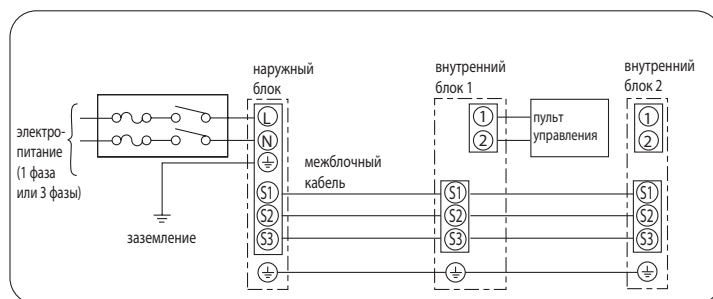 наружный
блок
внутренний
блок 1
внутренний
блок 2
L
N
1
2
пульт
управления
1
2
электро-
питание
(1 фаза
или 3 фазы)
межблочный
кабель
заземление
S1
S2
S3
S1
S2
S3
S1
S2
S3